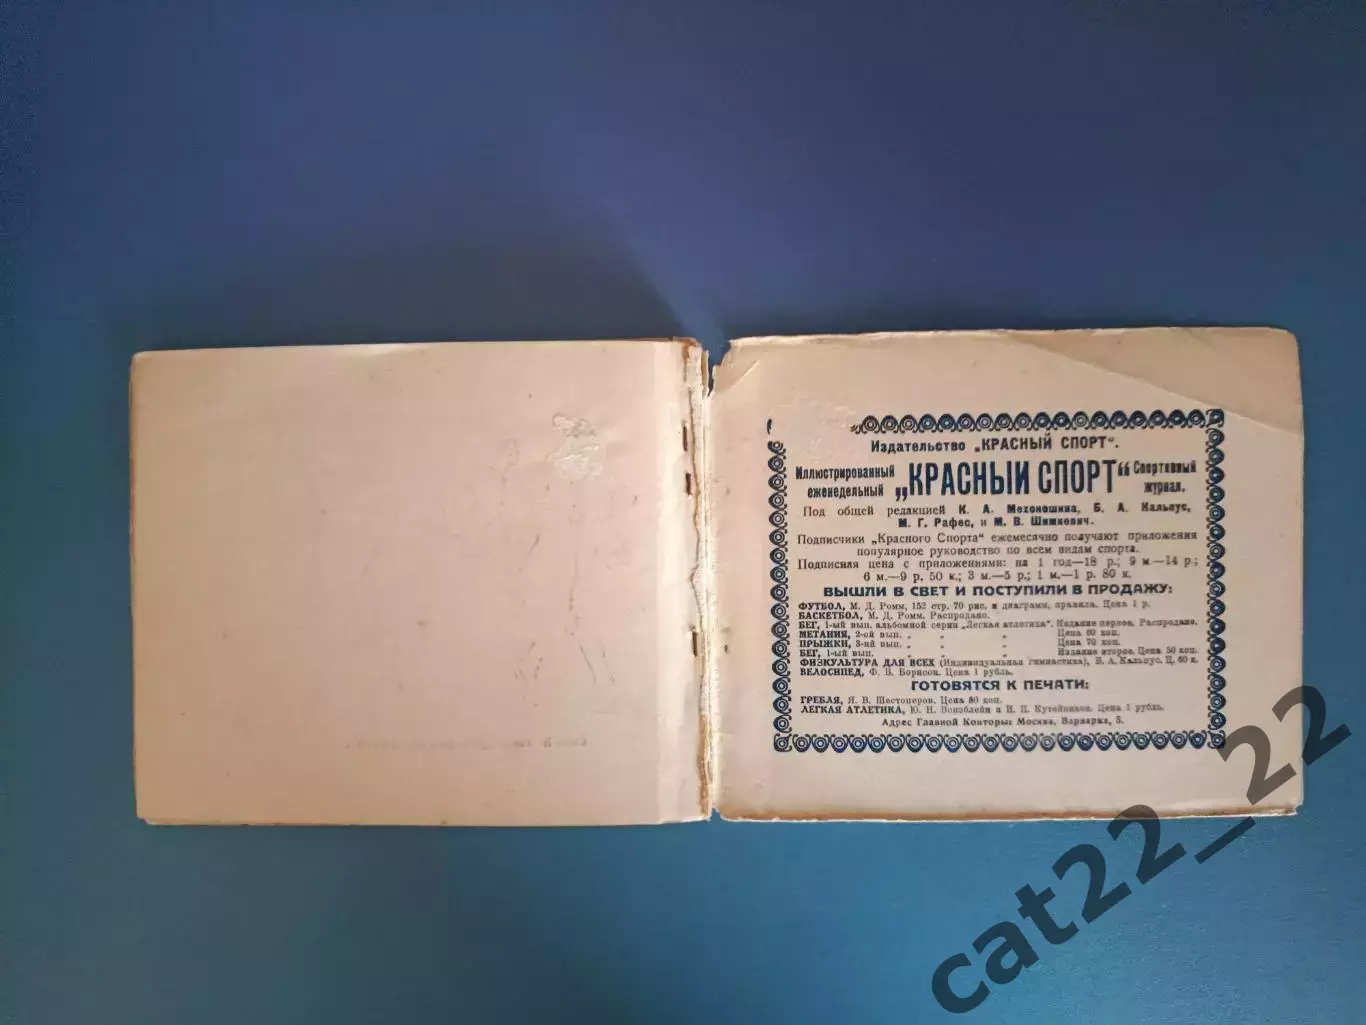 Издательство „КРАСНЫЙ СПОРТ“.
Иллюстрированный еженедельный „КРАСНЫЙ СПОРТ“ Спортивный журнал.
Под общей редакцией К. А. Мехоношина, Б. А. Кальпус,
М. Г. Рафес, и М. В. Шишкевич.
Подписчики „Красного Спорта“ ежемесячно получают приложения
популярное руководство по всем видам спорта.
Подписная цена с приложениями: на 1 год—18 р.; 9 м.—14 р.;
6 м.—9 р. 50 к.; 3 м.—5 р.; 1 м.—1 р. 80 к.
ВЫШЛИ В СВЕТ И ПОСТУПИЛИ В ПРОДАЖУ:
ФУТБОЛ, М. Д. Ромм, 152 стр. 70 рис. и диаграмм, правила. Цена 1 р.
БАСКЕТБОЛ, М. Д. Ромм. Распродано.
БЕГ, 1-ый вып. альбомной серии „Легкая атлетика“. Издание первое. Распродано.
МЕТАНИЯ, 2-ой вып. „ „ „ Цена 60 коп.
ПРЫЖКИ, 3-ий вып. „ „ „ Цена 70 коп.
БЕГ, 1-ый вып. „ „ „ Издание второе. Цена 50 коп.
ФИЗКУЛЬТУРА ДЛЯ ВСЕХ (Индивидуальная гимнастика), Б. А. Кальпус. Ц. 60 к.
ВЕЛОСИПЕД, Ф. В. Борисов. Цена 1 рубль.
ГОТОВЯТСЯ К ПЕЧАТИ:
ГРЕБЛЯ, Я. В. Шестоперов. Цена 80 коп.
ЛЕГКАЯ АТЛЕТИКА, Ю. Н. Вонзблейн и И. П. Кутейников. Цена 1 рубль.
Адрес Главной Конторы: Москва, Варварка, 5.
cat22_22